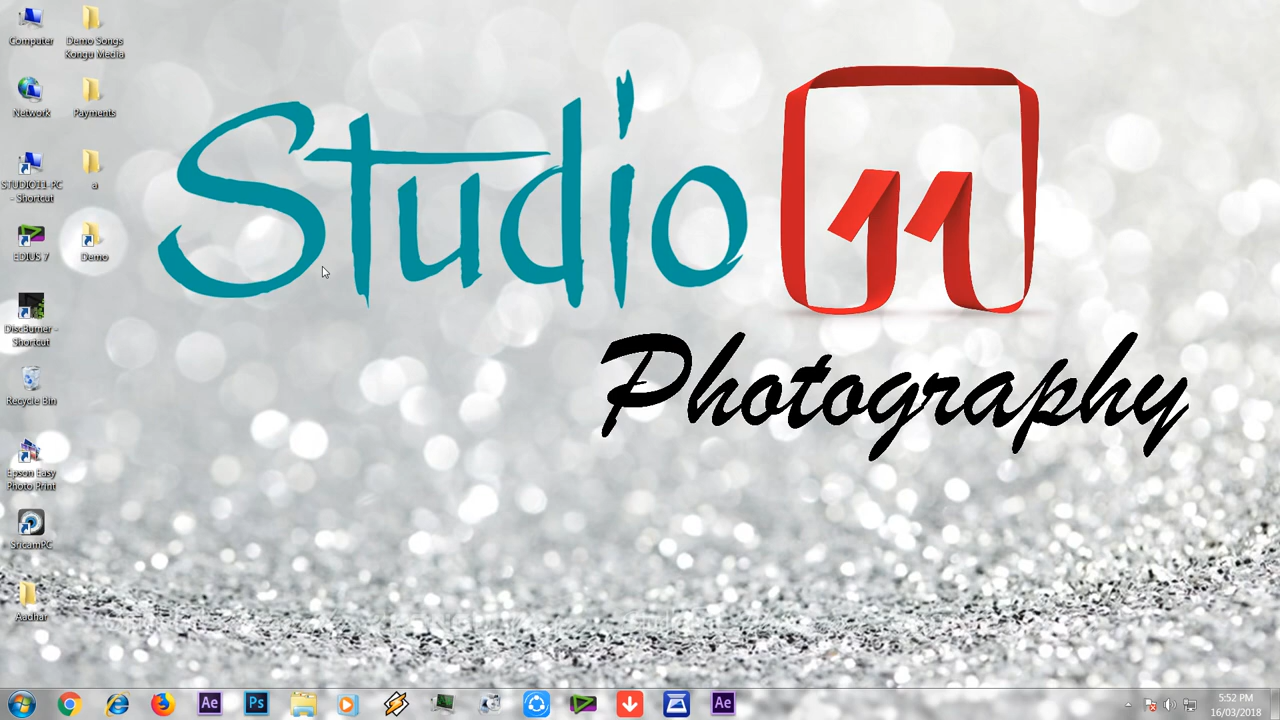 Computer
Demo Songs
Kongu Media
Network
Payments
STUDIO11-PC
- Shortcut
a
EDIUS 7
Demo
DiscBurner -
Shortcut
Recycle Bin
Epson Easy
Photo Print
SricamPC
Aadhar
Studio 11
Photography
Ae
Ps
Ae
5:52 PM
16/03/2018